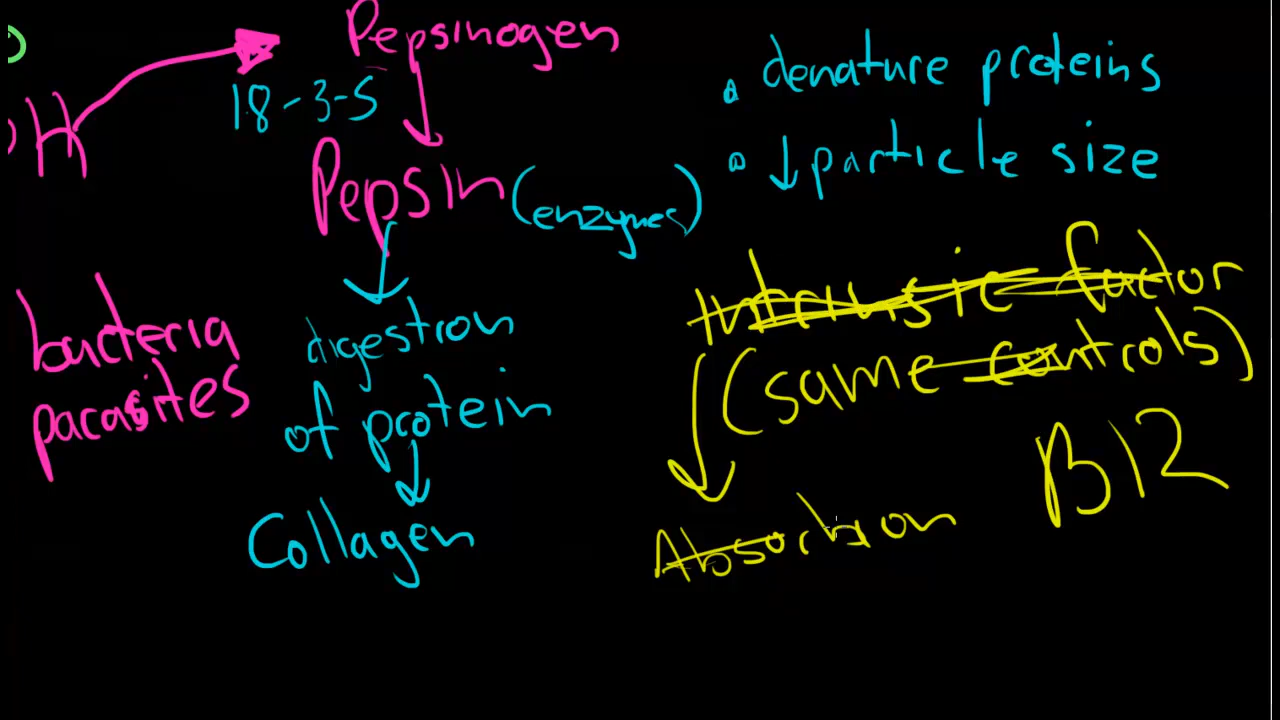 Pepsinogen
pH
18-3-5
Pepsin (enzymes)
digestion
of protein
Collagen
bacteria
parasites
• denature proteins
• ↓ particle size
Intrinsic factor
(same controls)
B12
Absorbtion